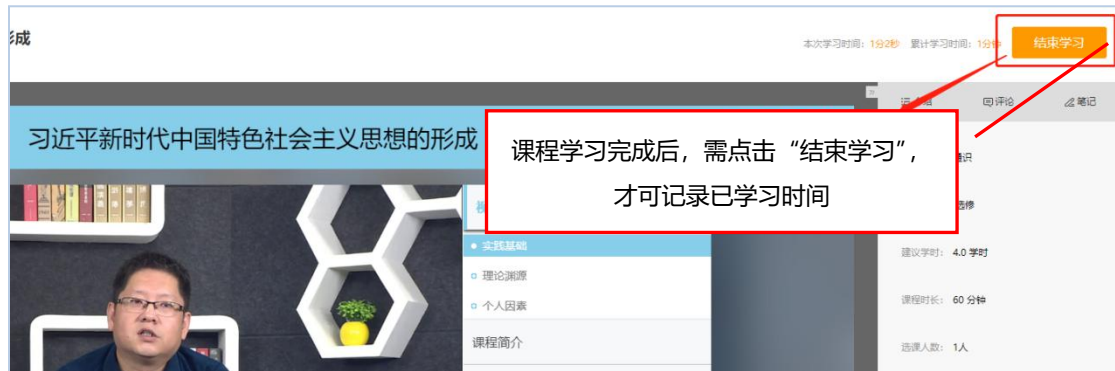 形成
本次学习时间：1分2秒 累计学习时间：1分钟
结束学习
评论
笔记
习近平新时代中国特色社会主义思想的形成
课程学习完成后，需点击“结束学习”，
才可记录已学习时间
实践基础
理论渊源
个人因素
课程简介
建议学时： 4.0 学时
课程时长： 60 分钟
选课人数： 1人